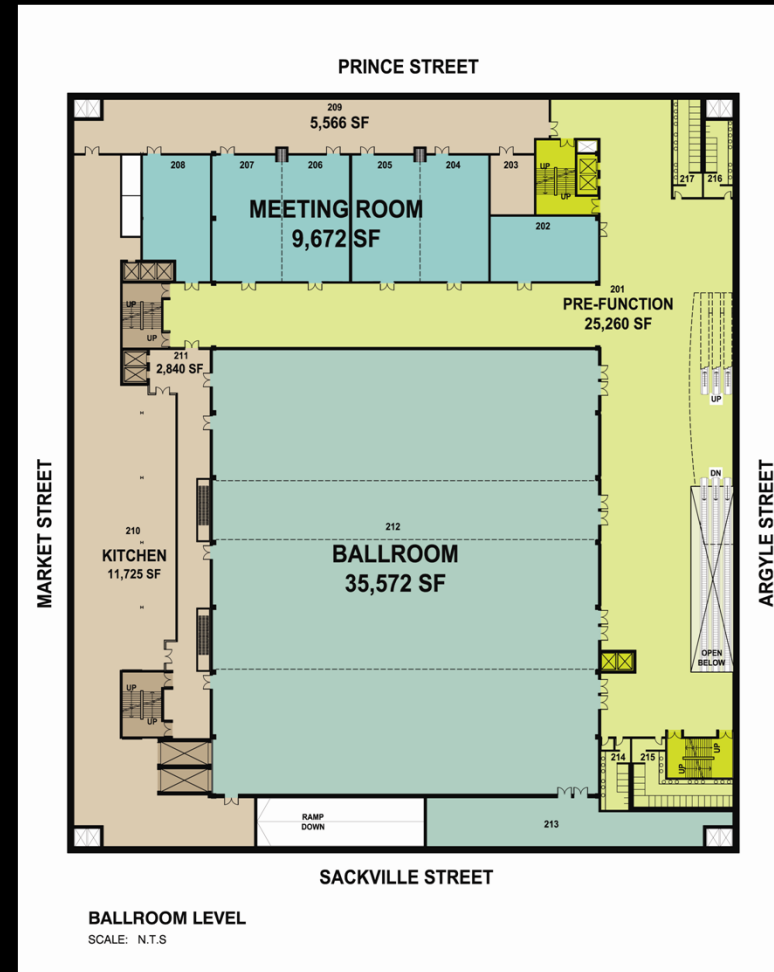 PRINCE STREET
209
5,566 SF
217
216
208
207
206
205
204
203
UP
UP
MEETING ROOM
9,672 SF
202
201
PRE-FUNCTION
25,260 SF
UP
UP
211
2,840 SF
UP
DN
MARKET STREET
ARGYLE STREET
210
KITCHEN
11,725 SF
212
BALLROOM
35,572 SF
OPEN
BELOW
UP
UP
214
215
UP
UP
RAMP
DOWN
213
SACKVILLE STREET
BALLROOM LEVEL
SCALE: N.T.S